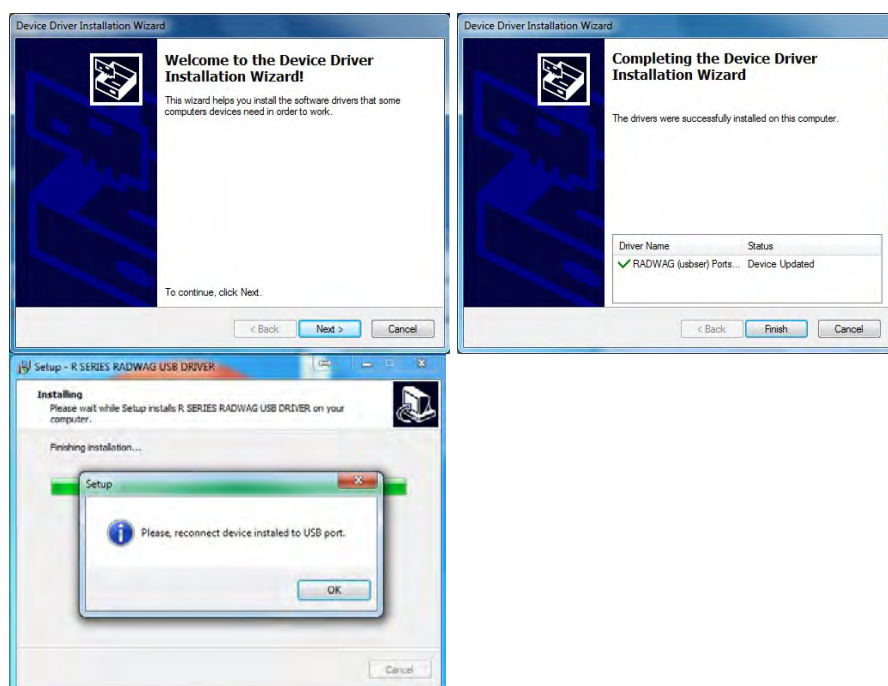 Device Driver Installation Wizard
Welcome to the Device Driver
Installation Wizard!
This wizard helps you install the software drivers that some
computers devices need in order to work.
To continue, click Next.
< Back
Next >
Cancel
Device Driver Installation Wizard
Completing the Device Driver
Installation Wizard
The drivers were successfully installed on this computer.
Driver Name Status
RADWAG (usbser) Ports... Device Updated
< Back
Finish
Cancel
Setup - R SERIES RADWAG USB DRIVER
Installing
Please wait while Setup installs R SERIES RADWAG USB DRIVER on your
computer.
Finishing installation...
Setup
Please, reconnect device instaled to USB port.
OK
Cancel